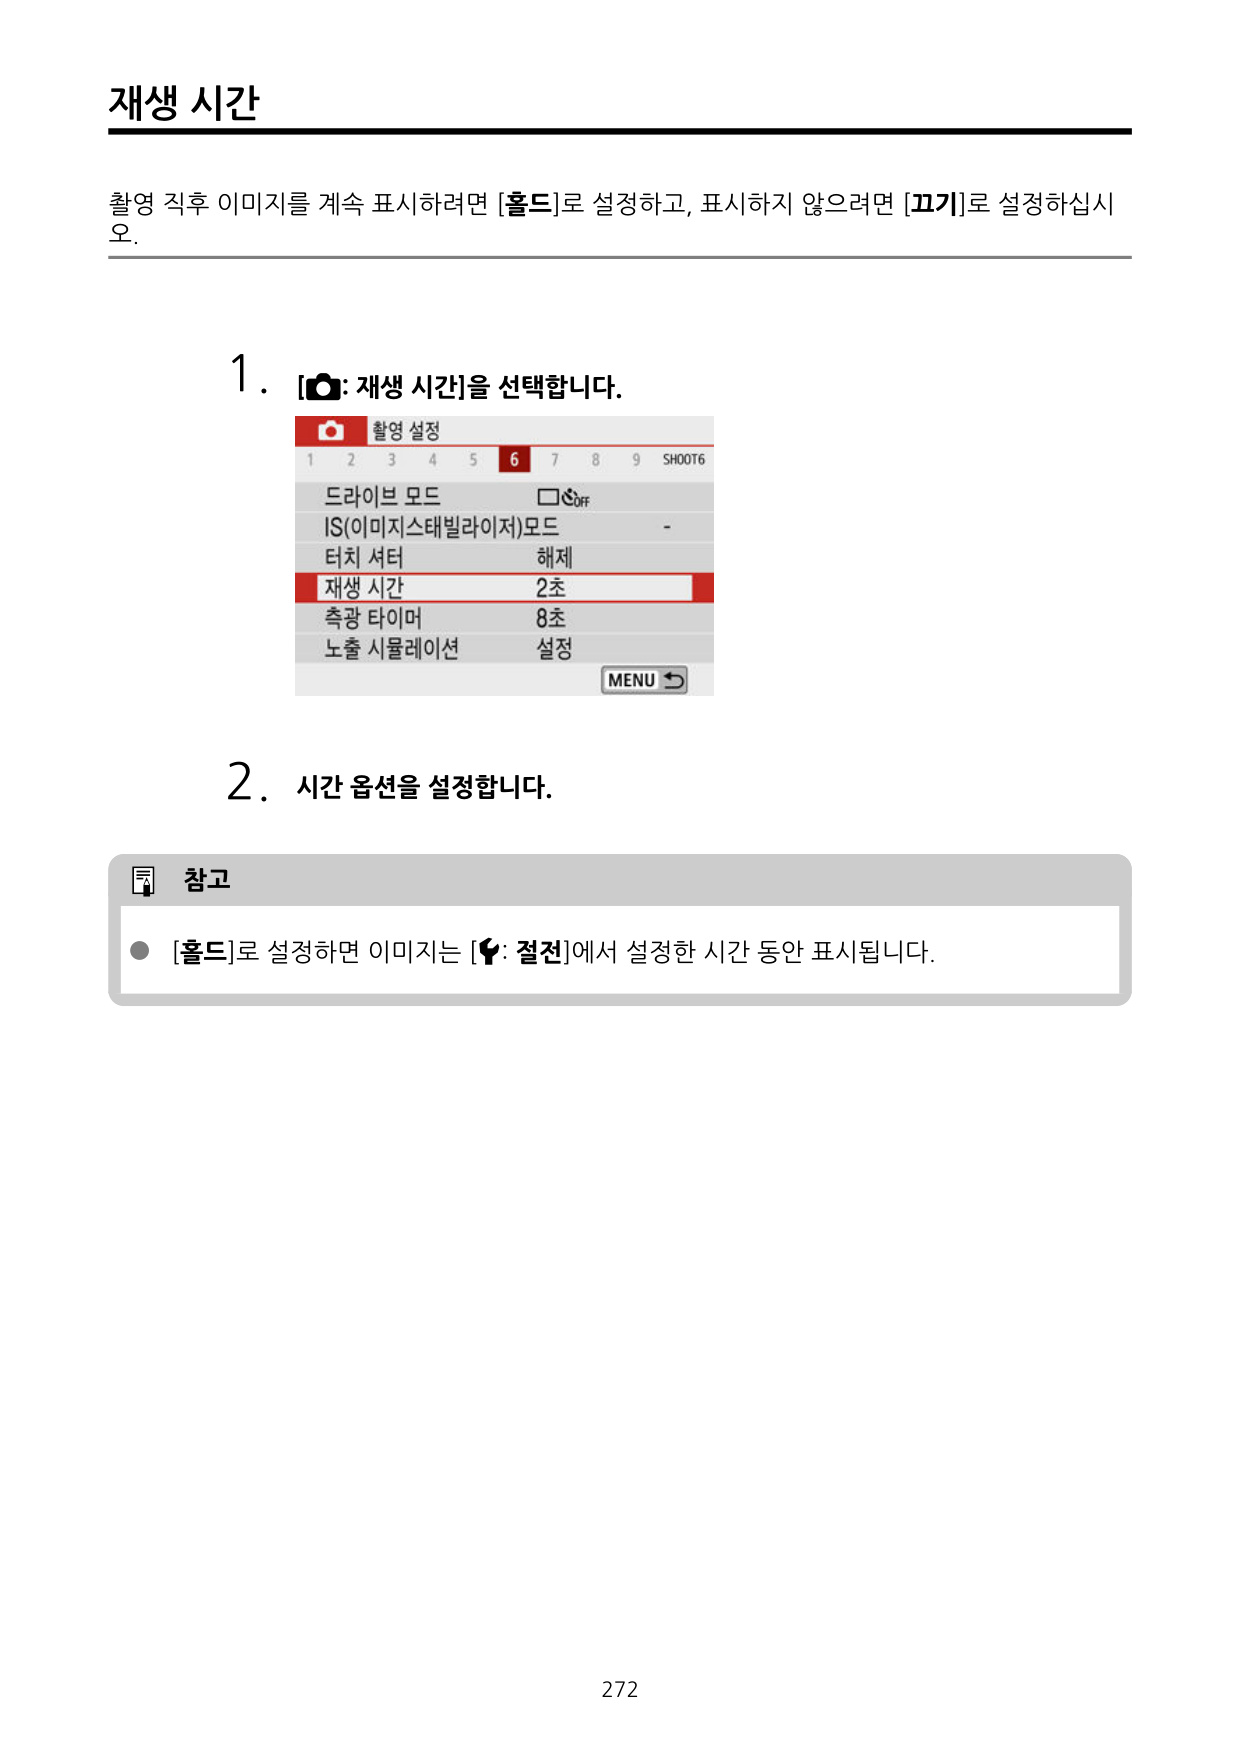 재생 시간
촬영 직후 이미지를 계속 표시하려면 [홀드]로 설정하고, 표시하지 않으려면 [끄기]로 설정하십시
오.
1. [: 재생 시간]을 선택합니다.
촬영 설정
1 2 3 4 5 6 7 8 9 SHOOT6
드라이브 모드 OFF
IS(이미지스태빌라이저)모드 -
터치 셔터 해제
재생 시간 2초
측광 타이머 8초
노출 시뮬레이션 설정
MENU
2. 시간 옵션을 설정합니다.
참고
● [홀드]로 설정하면 이미지는 [: 절전]에서 설정한 시간 동안 표시됩니다.
272